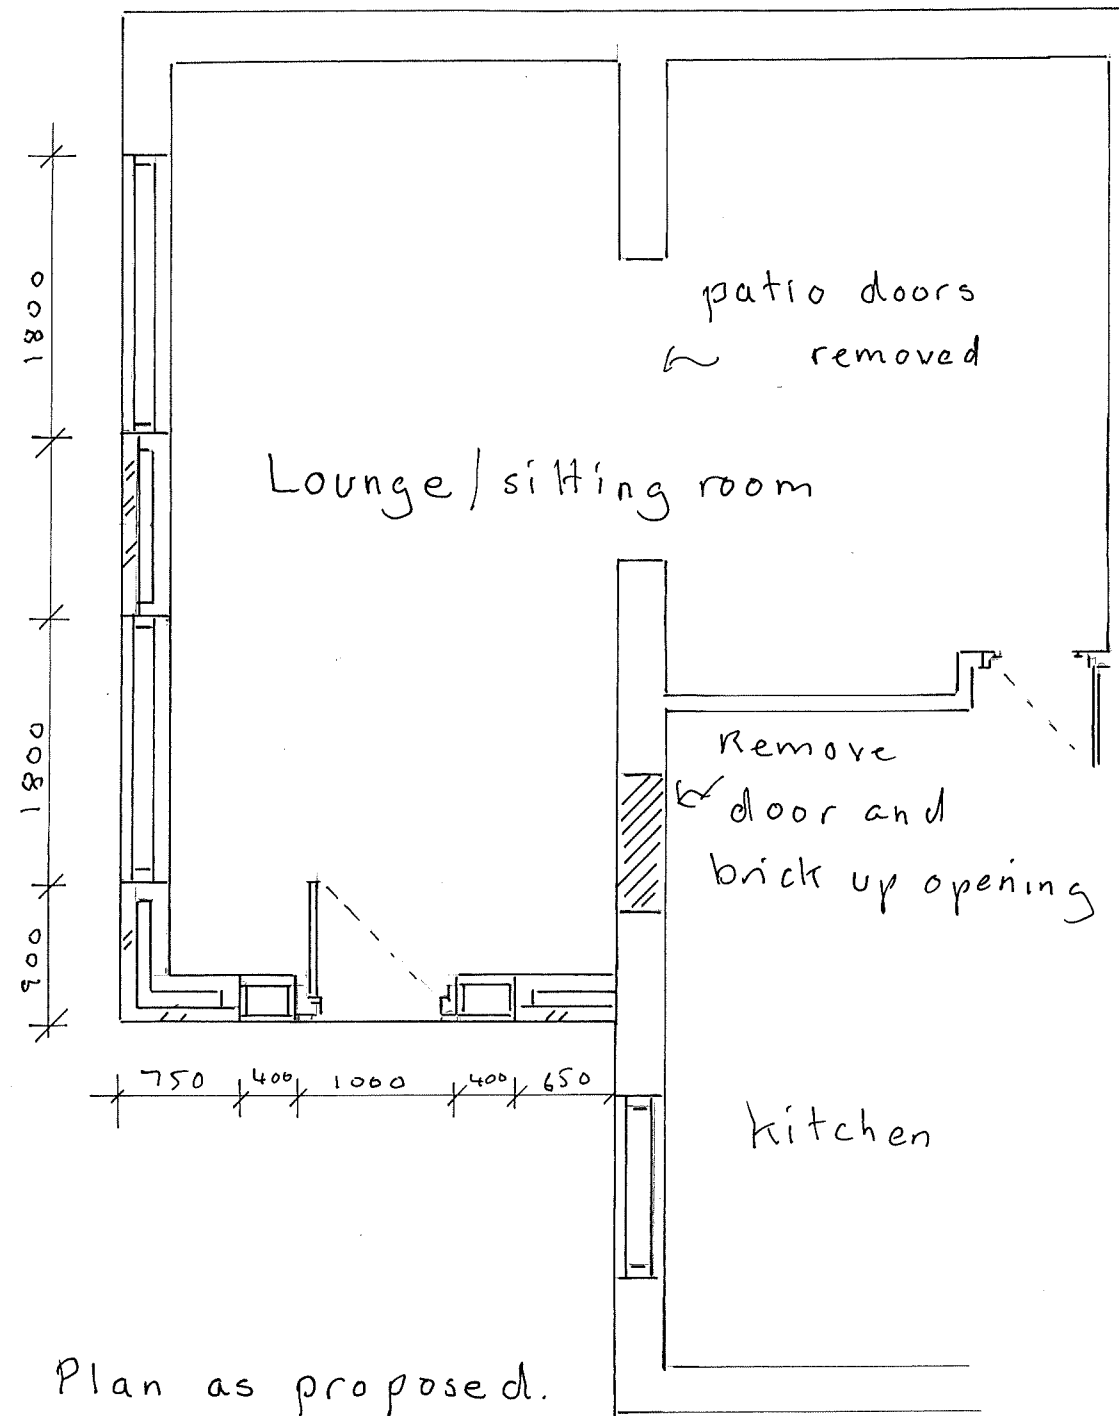 patio doors
removed
Lounge/sitting room
Remove
door and
brick up opening
kitchen
1800
1800
900
750 400 1000 400 650
Plan as proposed.